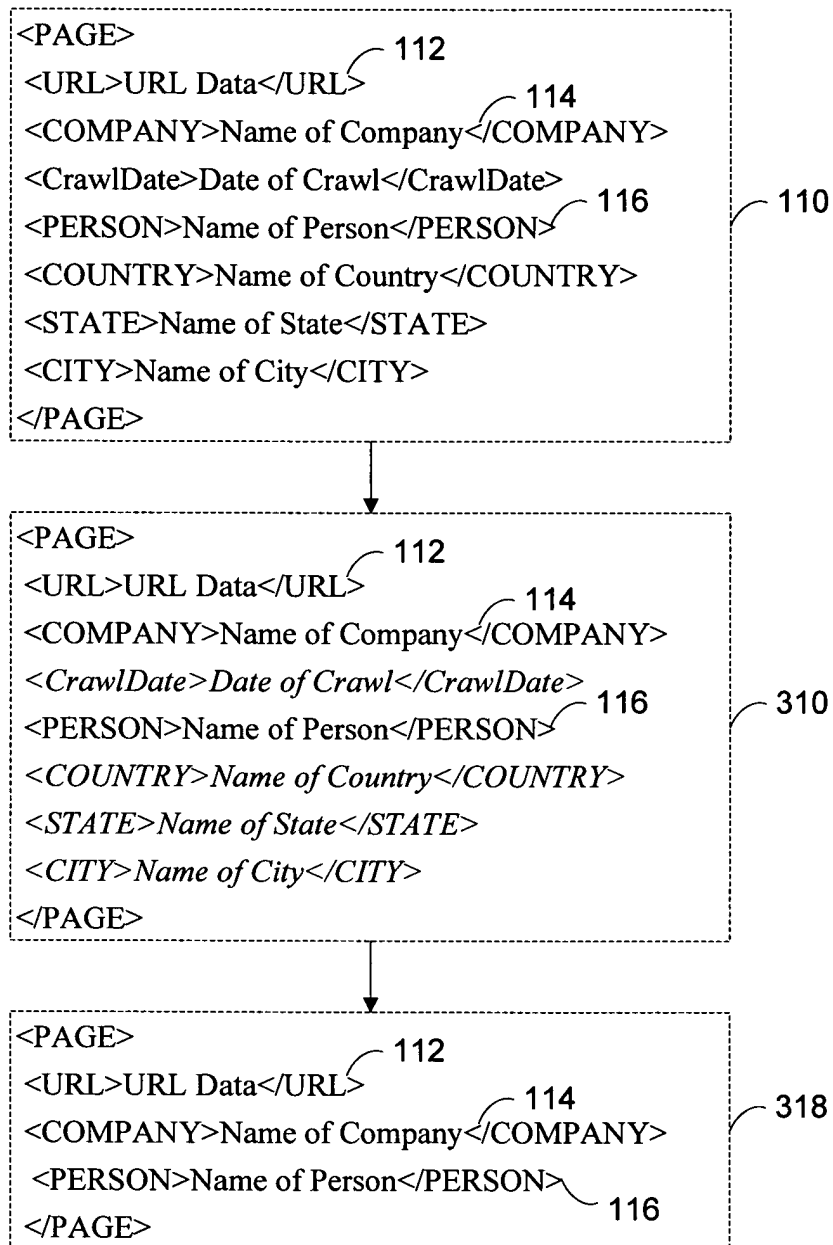 <PAGE>
112
<URL>URL Data</URL>
114
<COMPANY>Name of Company</COMPANY>
<CrawlDate>Date of Crawl</CrawlDate>
116
110
<PERSON>Name of Person</PERSON>
<COUNTRY>Name of Country</COUNTRY>
<STATE>Name of State</STATE>
<CITY>Name of City</CITY>
</PAGE>
<PAGE>
112
<URL>URL Data</URL>
114
<COMPANY>Name of Company</COMPANY>
<CrawlDate>Date of Crawl</CrawlDate>
116
310
<PERSON>Name of Person</PERSON>
<COUNTRY>Name of Country</COUNTRY>
<STATE>Name of State</STATE>
<CITY>Name of City</CITY>
</PAGE>
<PAGE>
112
<URL>URL Data</URL>
114
318
<COMPANY>Name of Company</COMPANY>
<PERSON>Name of Person</PERSON>
116
</PAGE>